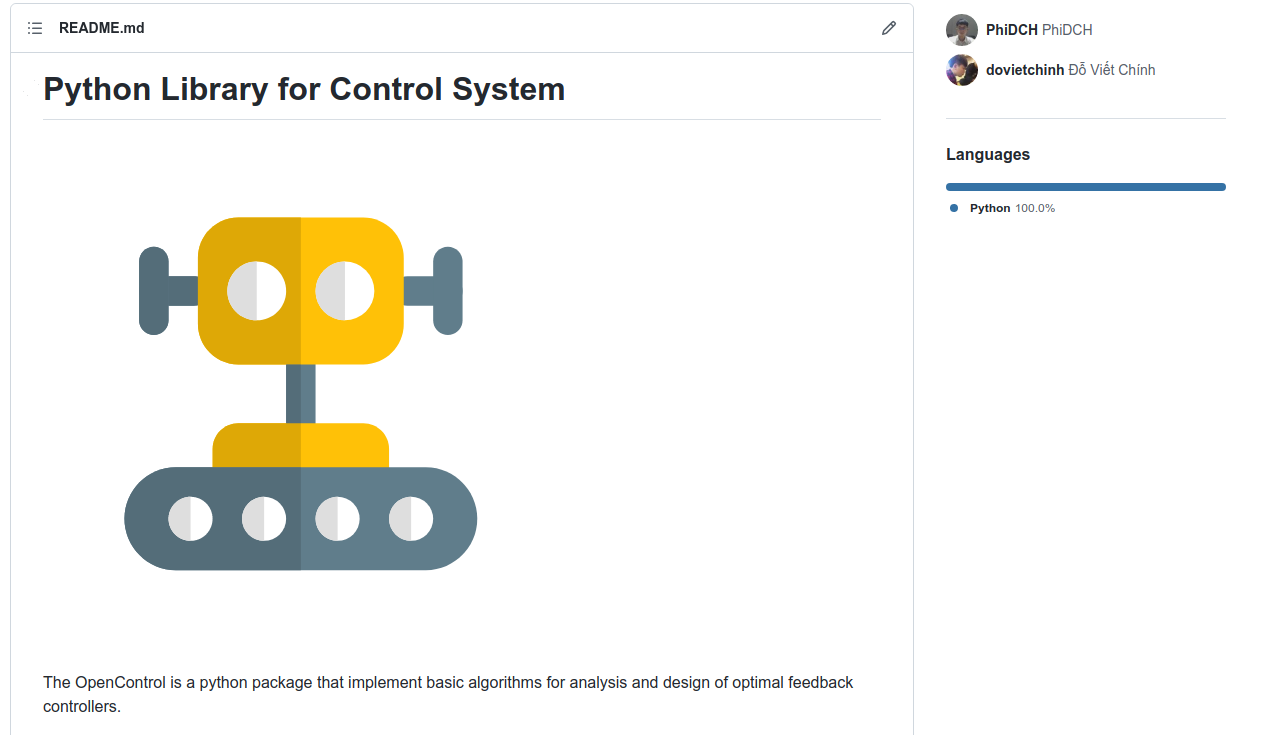 README.md
Python Library for Control System
The OpenControl is a python package that implement basic algorithms for analysis and design of optimal feedback
controllers.
PhiDCH PhiDCH
dovietchinh Đỗ Viết Chính
Languages
Python 100.0%